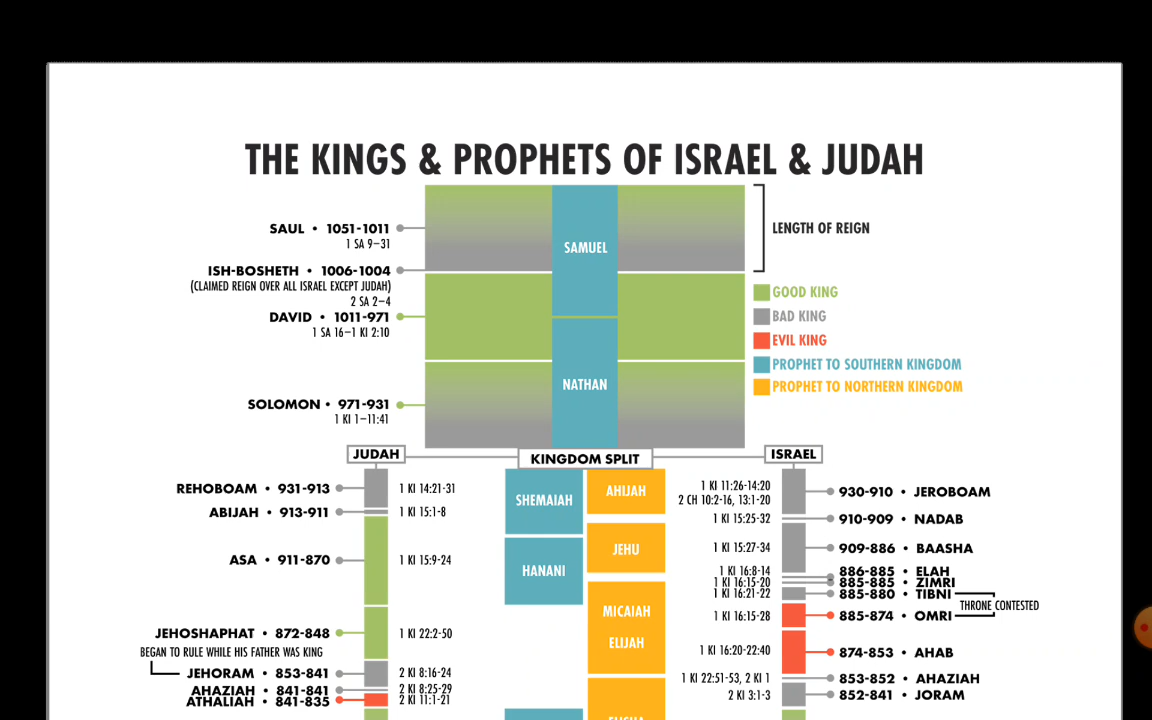 THE KINGS & PROPHETS OF ISRAEL & JUDAH
SAUL • 1051-1011
1 SA 9–31
ISH-BOSHETH • 1006-1004
(CLAIMED REIGN OVER ALL ISRAEL EXCEPT JUDAH)
2 SA 2–4
DAVID • 1011-971
1 SA 16–1 KI 2:10
SOLOMON • 971-931
1 KI 1–11:41
SAMUEL
NATHAN
LENGTH OF REIGN
GOOD KING
BAD KING
EVIL KING
PROPHET TO SOUTHERN KINGDOM
PROPHET TO NORTHERN KINGDOM
JUDAH
KINGDOM SPLIT
ISRAEL
REHOBOAM • 931-913
1 KI 14:21-31
ABIJAH • 913-911
1 KI 15:1-8
ASA • 911-870
1 KI 15:9-24
JEHOSHAPHAT • 872-848
1 KI 22:2-50
BEGAN TO RULE WHILE HIS FATHER WAS KING
JEHORAM • 853-841
2 KI 8:16-24
AHAZIAH • 841-841
2 KI 8:25-29
ATHALIAH • 841-835
2 KI 11:1-21
SHEMAIAH
HANANI
AHIJAH
JEHU
MICAIAH
ELIJAH
1 KI 11:26-14:20
2 CH 10:2-16, 13:1-20
930-910 • JEROBOAM
1 KI 15:25-32
910-909 • NADAB
1 KI 15:27-34
909-886 • BAASHA
1 KI 16:8-14
886-885 • ELAH
1 KI 16:15-20
885-885 • ZIMRI
1 KI 16:21-22
885-880 • TIBNI
THRONE CONTESTED
1 KI 16:15-28
885-874 • OMRI
1 KI 16:20-22:40
874-853 • AHAB
1 KI 22:51-53, 2 KI 1
853-852 • AHAZIAH
2 KI 3:1-3
852-841 • JORAM